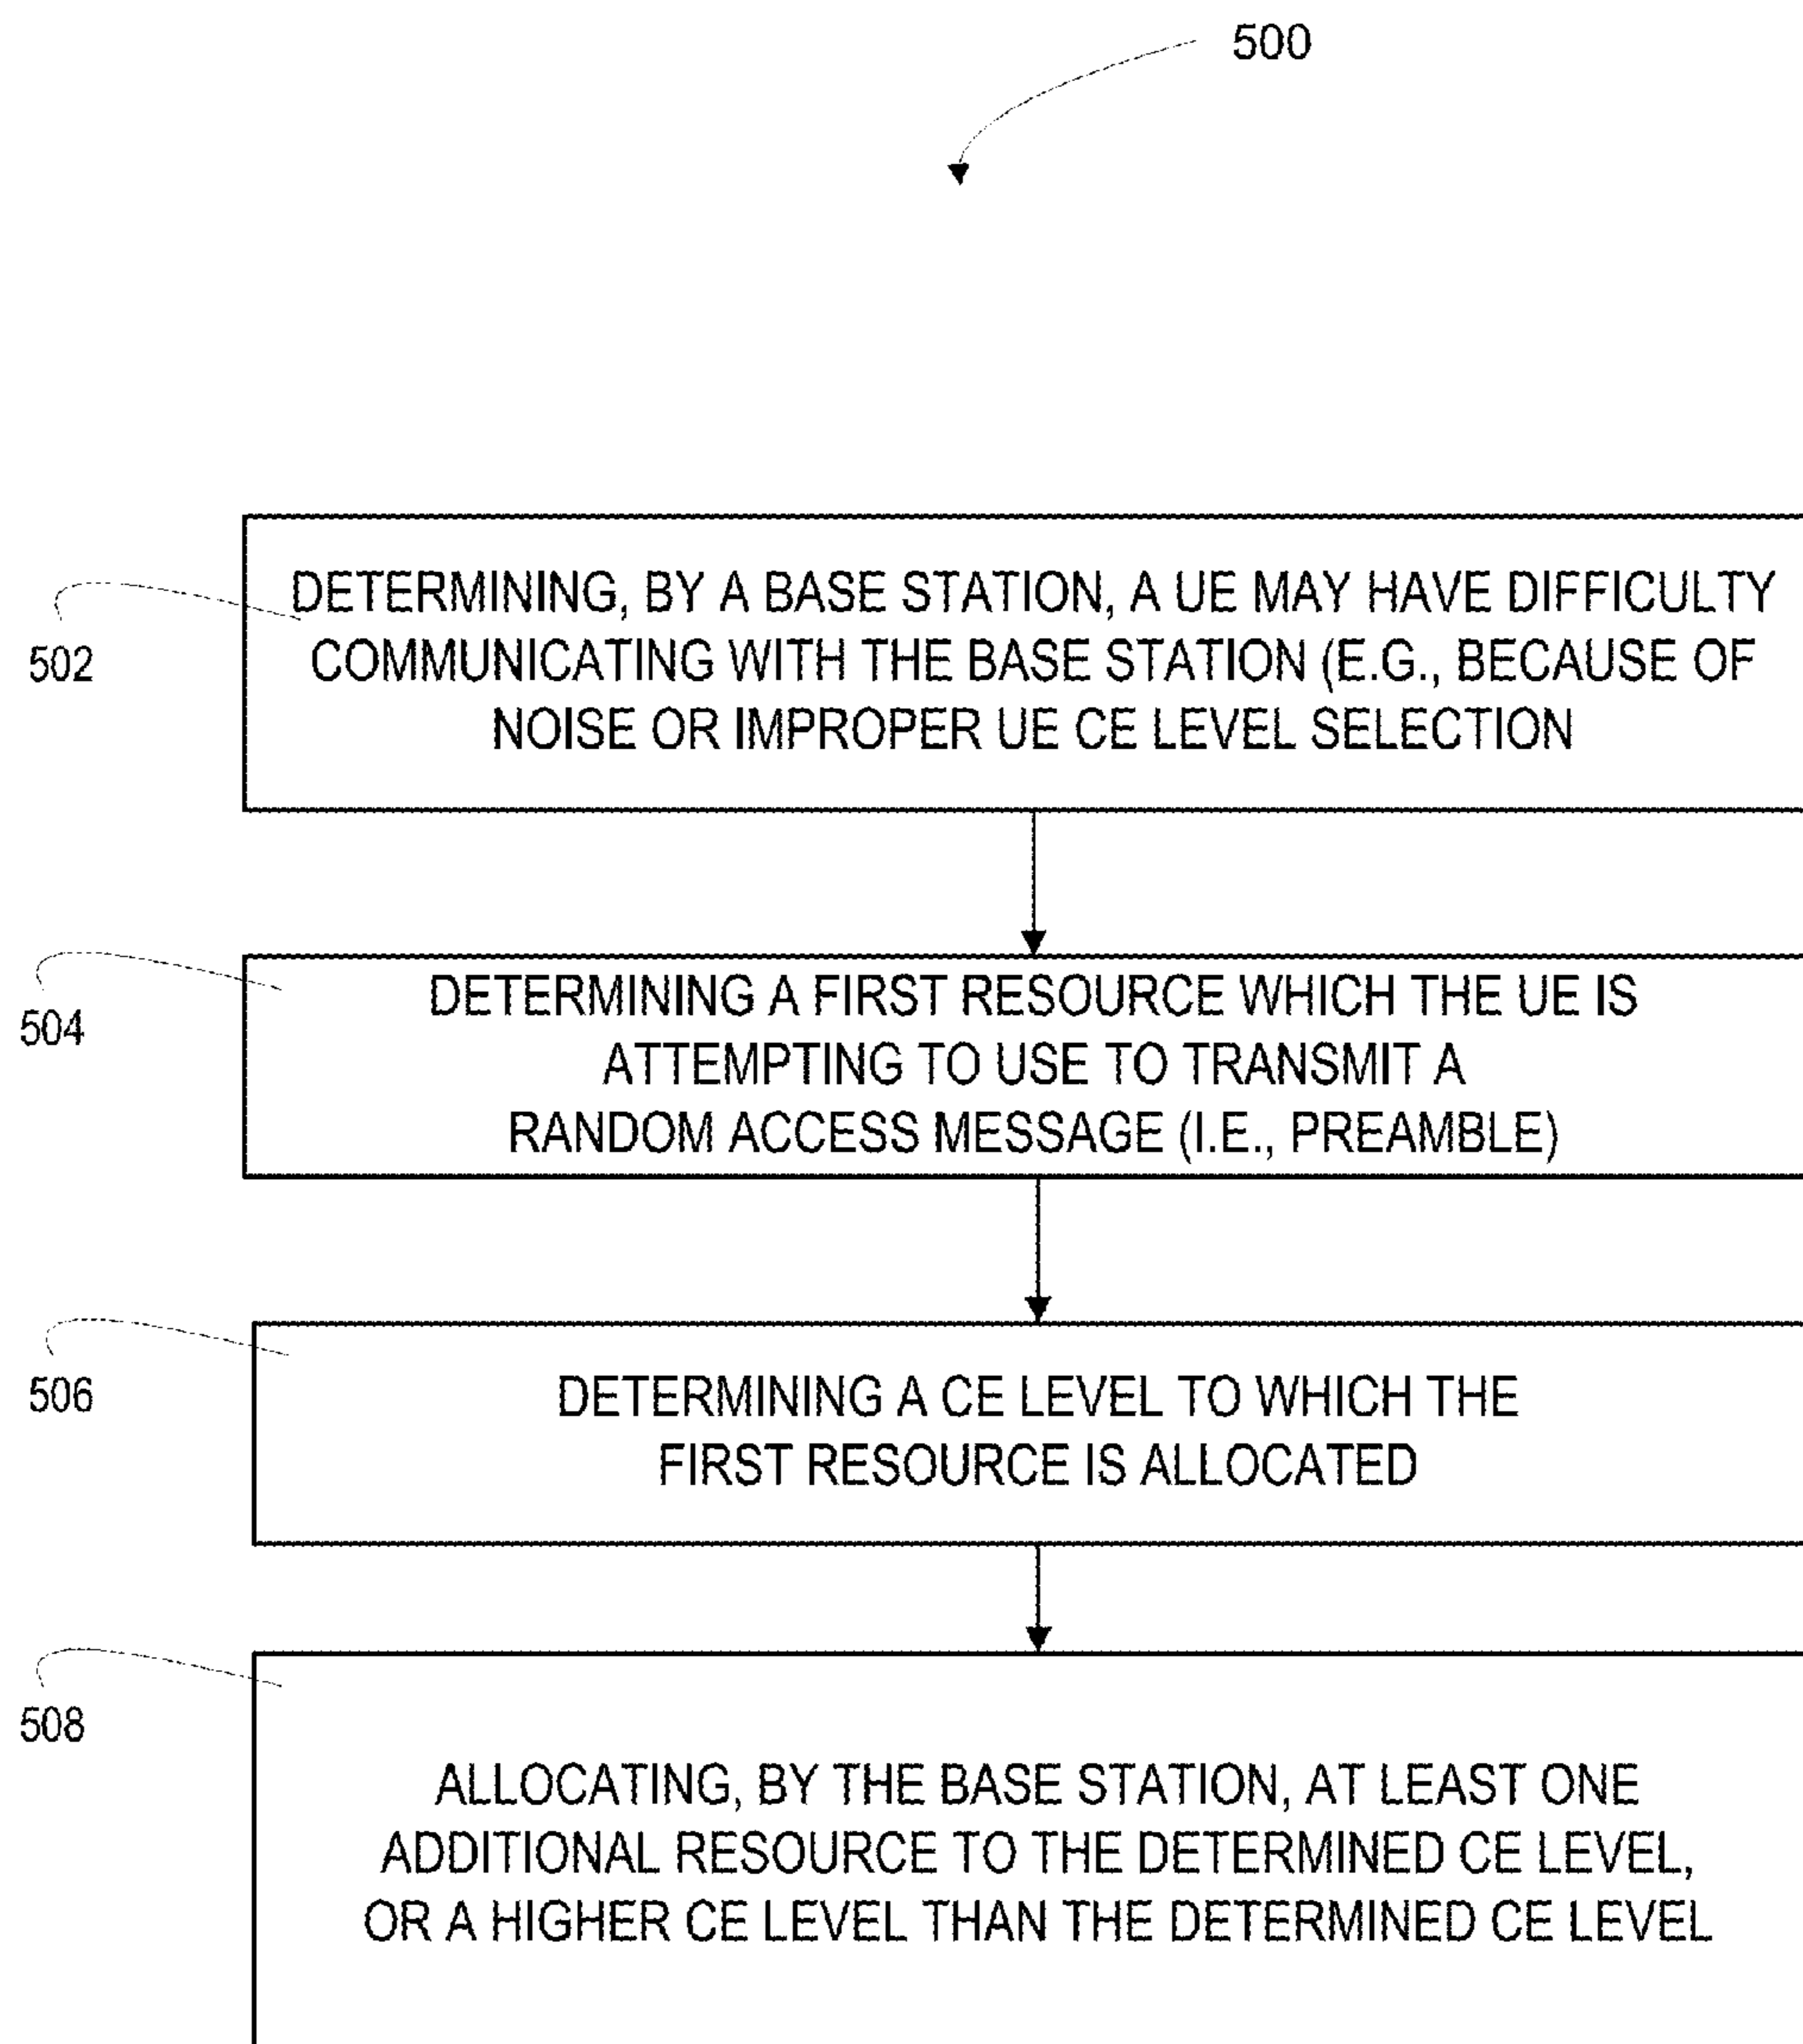 500
502
DETERMINING, BY A BASE STATION, A UE MAY HAVE DIFFICULTY
COMMUNICATING WITH THE BASE STATION (E.G., BECAUSE OF
NOISE OR IMPROPER UE CE LEVEL SELECTION
504
DETERMINING A FIRST RESOURCE WHICH THE UE IS
ATTEMPTING TO USE TO TRANSMIT A
RANDOM ACCESS MESSAGE (I.E., PREAMBLE)
506
DETERMINING A CE LEVEL TO WHICH THE
FIRST RESOURCE IS ALLOCATED
508
ALLOCATING, BY THE BASE STATION, AT LEAST ONE
ADDITIONAL RESOURCE TO THE DETERMINED CE LEVEL,
OR A HIGHER CE LEVEL THAN THE DETERMINED CE LEVEL